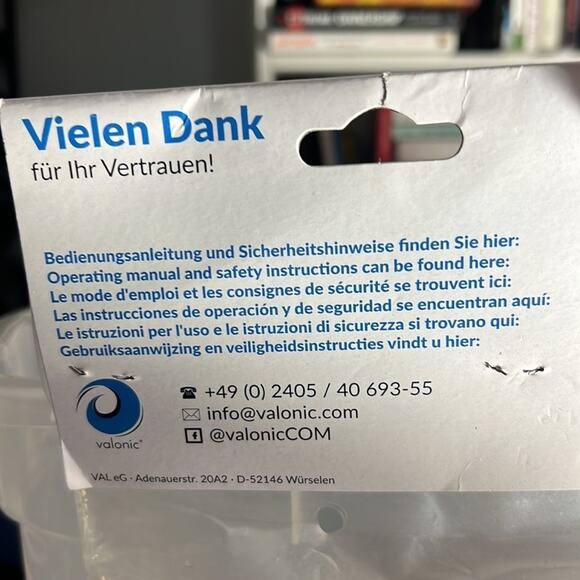 Vielen Dank
für Ihr Vertrauen!
Bedienungsanleitung und Sicherheitshinweise finden Sie hier:
Operating manual and safety instructions can be found here:
Le mode d'emploi et les consignes de sécurité se trouvent ici:
Las instrucciones de operación y de seguridad se encuentran aquí:
Le istruzioni per l'uso e le istruzioni di sicurezza si trovano qui:
Gebruiksaanwijzing en veiligheidsinstructies vindt u hier:
+49 (0) 2405 / 40 693-55
info@valonic.com
@valonicCOM
valonic®
VAL eG · Adenauerstr. 20A2 · D-52146 Würselen